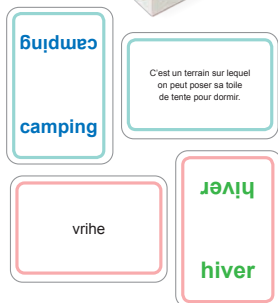 camping
camping
C'est un terrain sur lequel
on peut poser sa toile
de tente pour dormir.
vrihe
hiver
hiver